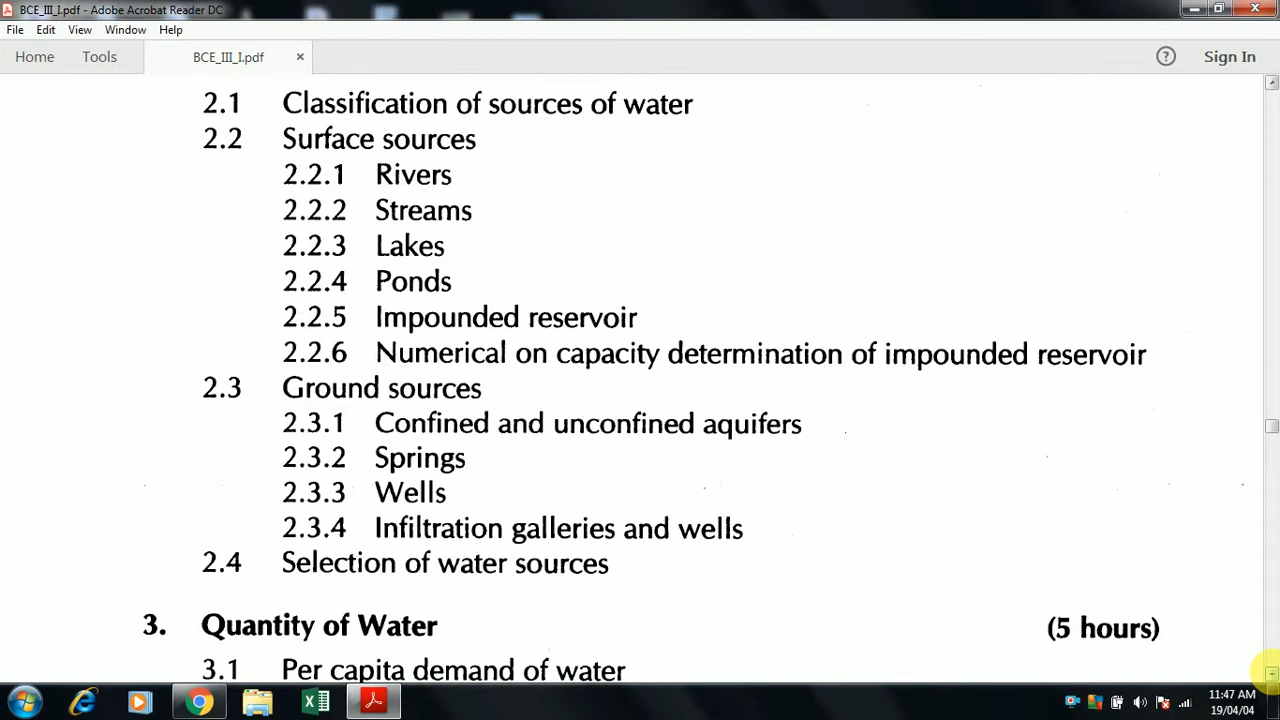 BCE_III_I.pdf - Adobe Acrobat Reader DC
File Edit View Window Help
Home Tools BCE_III_I.pdf × ? Sign In
2.1 Classification of sources of water
2.2 Surface sources
2.2.1 Rivers
2.2.2 Streams
2.2.3 Lakes
2.2.4 Ponds
2.2.5 Impounded reservoir
2.2.6 Numerical on capacity determination of impounded reservoir
2.3 Ground sources
2.3.1 Confined and unconfined aquifers
2.3.2 Springs
2.3.3 Wells
2.3.4 Infiltration galleries and wells
2.4 Selection of water sources
3. Quantity of Water (5 hours)
3.1 Per capita demand of water
11:47 AM
19/04/04